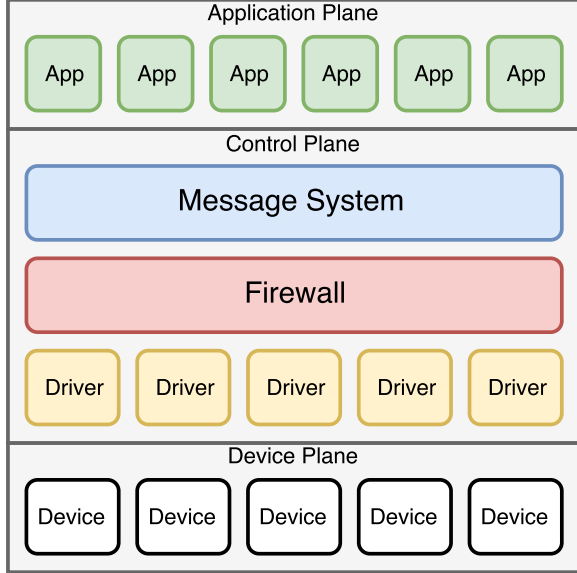 Application Plane
App App App App App App
Control Plane
Message System
Firewall
Driver Driver Driver Driver Driver
Device Plane
Device Device Device Device Device